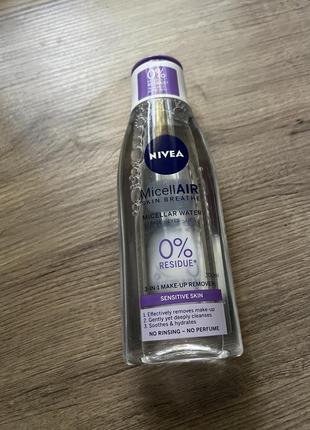 0%
NIVEA
MicellAIR
SKIN BREATHE
MICELLAR WATER
0%
RESIDUE*
3-IN-1 MAKE-UP REMOVER
SENSITIVE SKIN
1. Effectively removes make-up
2. Gently yet deeply cleanses
3. Soothes & hydrates
NO RINSING – NO PERFUME